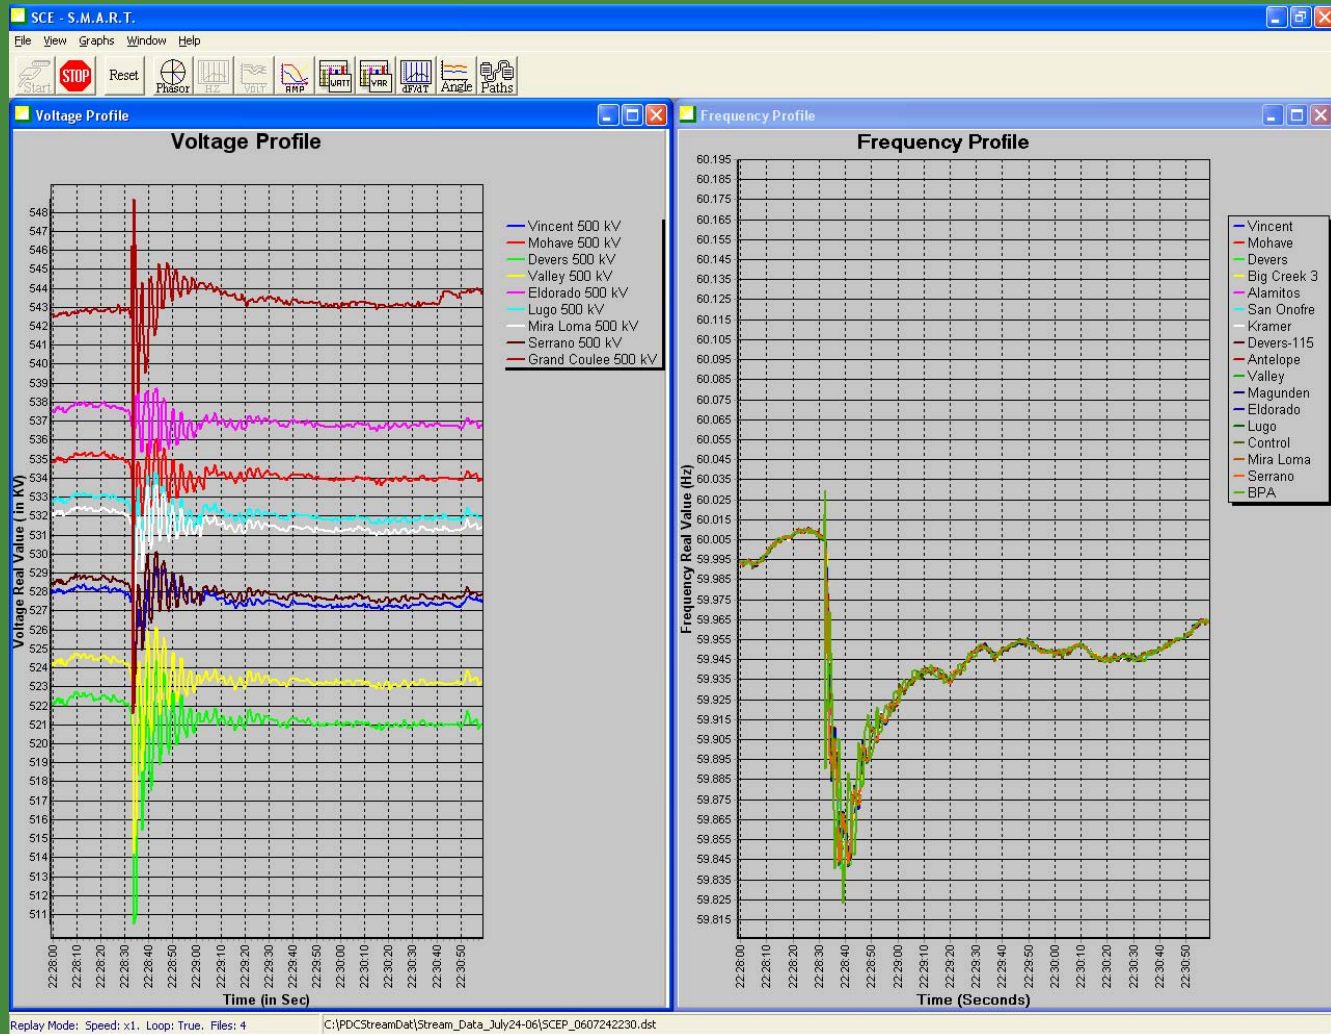 SCE - S.M.A.R.T.
File View Graphs Window Help
Start STOP Reset Phasor HZ VOLT AMP WATT VAR dF/dT Angle Paths
Voltage Profile
Voltage Profile
548
547
546
545
544
543
542
541
540
539
538
537
536
535
534
533
532
531
530
529
528
527
526
525
524
523
522
521
520
519
518
517
516
515
514
513
512
511
Voltage Real Value ( in KV)
22:28:00
22:28:10
22:28:20
22:28:30
22:28:40
22:28:50
22:29:00
22:29:10
22:29:20
22:29:30
22:29:40
22:29:50
22:30:00
22:30:10
22:30:20
22:30:30
22:30:40
22:30:50
Time (in Sec)
Vincent 500 kV
Mohave 500 kV
Devers 500 kV
Valley 500 kV
Eldorado 500 kV
Lugo 500 kV
Mira Loma 500 kV
Serrano 500 kV
Grand Coulee 500 kV
Frequency Profile
Frequency Profile
60.195
60.185
60.175
60.165
60.155
60.145
60.135
60.125
60.115
60.105
60.095
60.085
60.075
60.065
60.055
60.045
60.035
60.025
60.015
60.005
59.995
59.985
59.975
59.965
59.955
59.945
59.935
59.925
59.915
59.905
59.895
59.885
59.875
59.865
59.855
59.845
59.835
59.825
59.815
Frequency Real Value (Hz)
22:28:00
22:28:10
22:28:20
22:28:30
22:28:40
22:28:50
22:29:00
22:29:10
22:29:20
22:29:30
22:29:40
22:29:50
22:30:00
22:30:10
22:30:20
22:30:30
22:30:40
22:30:50
Time (Seconds)
Vincent
Mohave
Devers
Big Creek 3
Alamitos
San Onofre
Kramer
Devers-115
Antelope
Valley
Magunden
Eldorado
Lugo
Control
Mira Loma
Serrano
BPA
Replay Mode: Speed: x1. Loop: True. Files: 4
C:\PDCStreamDat\Stream_Data_July24-06\SCEP_0607242230.dst